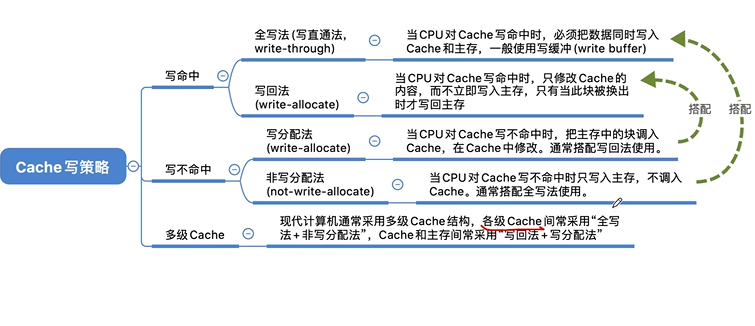 全写法 (写直通法,
write-through)
当CPU对Cache写命中时，必须把数据同时写入
Cache和主存，一般使用写缓冲 (write buffer)
写命中
写回法
(write-allocate)
当CPU对Cache写命中时，只修改Cache的
内容，而不立即写入主存，只有当此块被换出
时才写回主存
搭配
搭配
Cache写策略
写分配法
(write-allocate)
当CPU对Cache写不命中时，把主存中的块调入
Cache，在Cache中修改。通常搭配写回法使用。
写不命中
非写分配法
(not-write-allocate)
当CPU对Cache写不命中时只写入主存，不调入
Cache。通常搭配全写法使用。
多级Cache
现代计算机通常采用多级Cache结构，各级Cache间常采用“全写
法+非写分配法”，Cache和主存间常采用“写回法+写分配法”